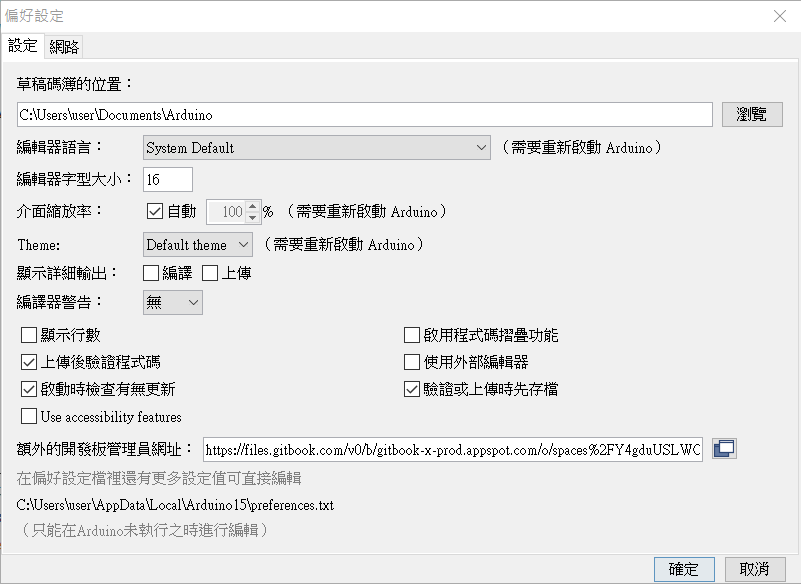 偏好設定
設定 網路
草稿碼簿的位置：
C:\Users\user\Documents\Arduino 瀏覽
編輯器語言： System Default （需要重新啟動 Arduino）
編輯器字型大小： 16
介面縮放率： 自動 100 % （需要重新啟動 Arduino）
Theme: Default theme （需要重新啟動 Arduino）
顯示詳細輸出： 編譯 上傳
編譯器警告： 無
顯示行數 啟用程式碼摺疊功能
上傳後驗證程式碼 使用外部編輯器
啟動時檢查有無更新 驗證或上傳時先存檔
Use accessibility features
額外的開發板管理員網址： https://files.gitbook.com/v0/b/gitbook-x-prod.appspot.com/o/spaces%2FY4gduUSLWC
在偏好設定檔裡還有更多設定值可直接編輯
C:\Users\user\AppData\Local\Arduino15\preferences.txt
（只能在Arduino未執行之時進行編輯）
確定 取消